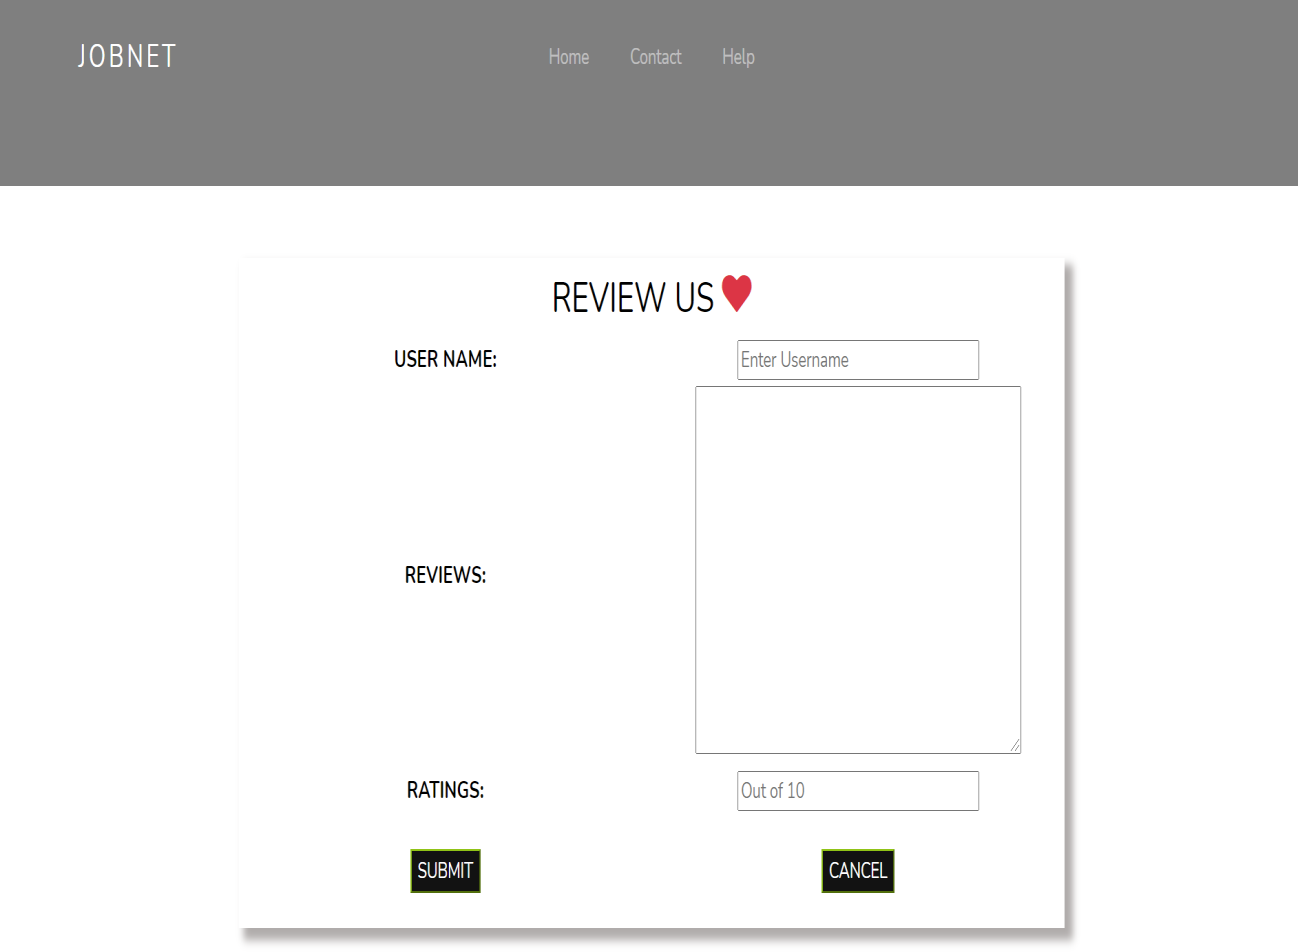 JOBNET Home Contact Help
REVIEW US
USER NAME: Enter Username
REVIEWS:
RATINGS: Out of 10
SUBMIT CANCEL